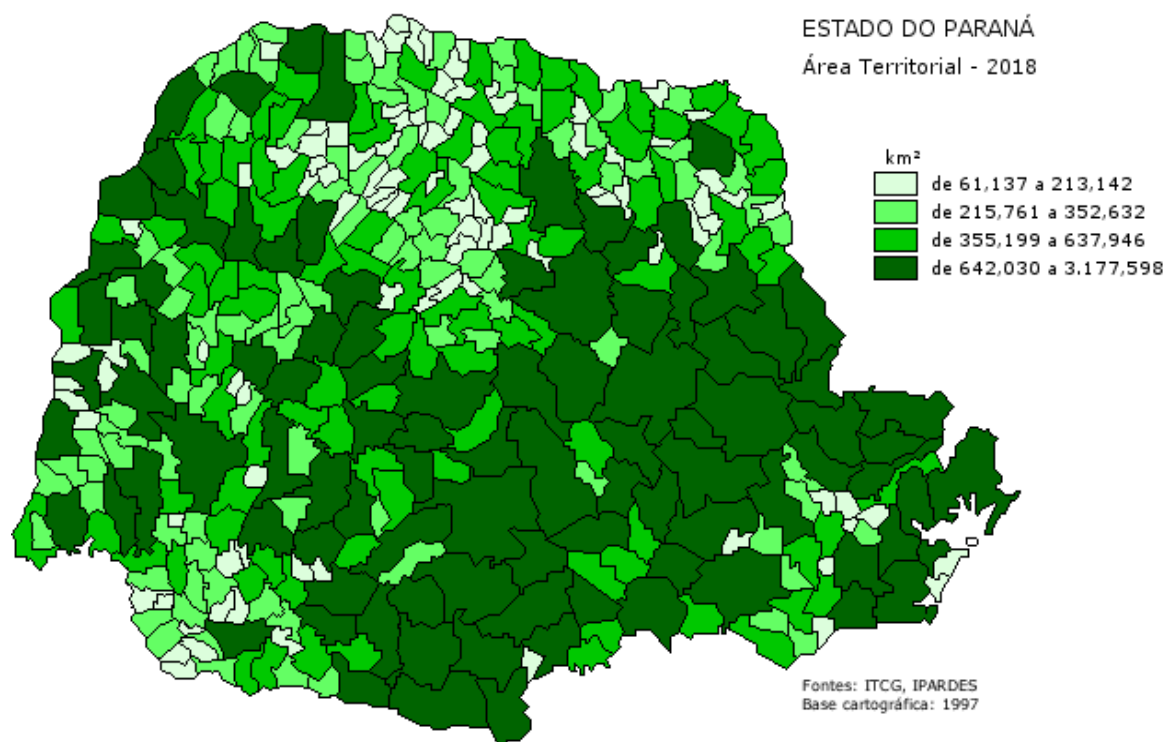 ESTADO DO PARANÁ
Área Territorial - 2018
km²
de 61,137 a 213,142
de 215,761 a 352,632
de 355,199 a 637,946
de 642,030 a 3.177,598
Fontes: ITCG, IPARDES
Base cartográfica: 1997